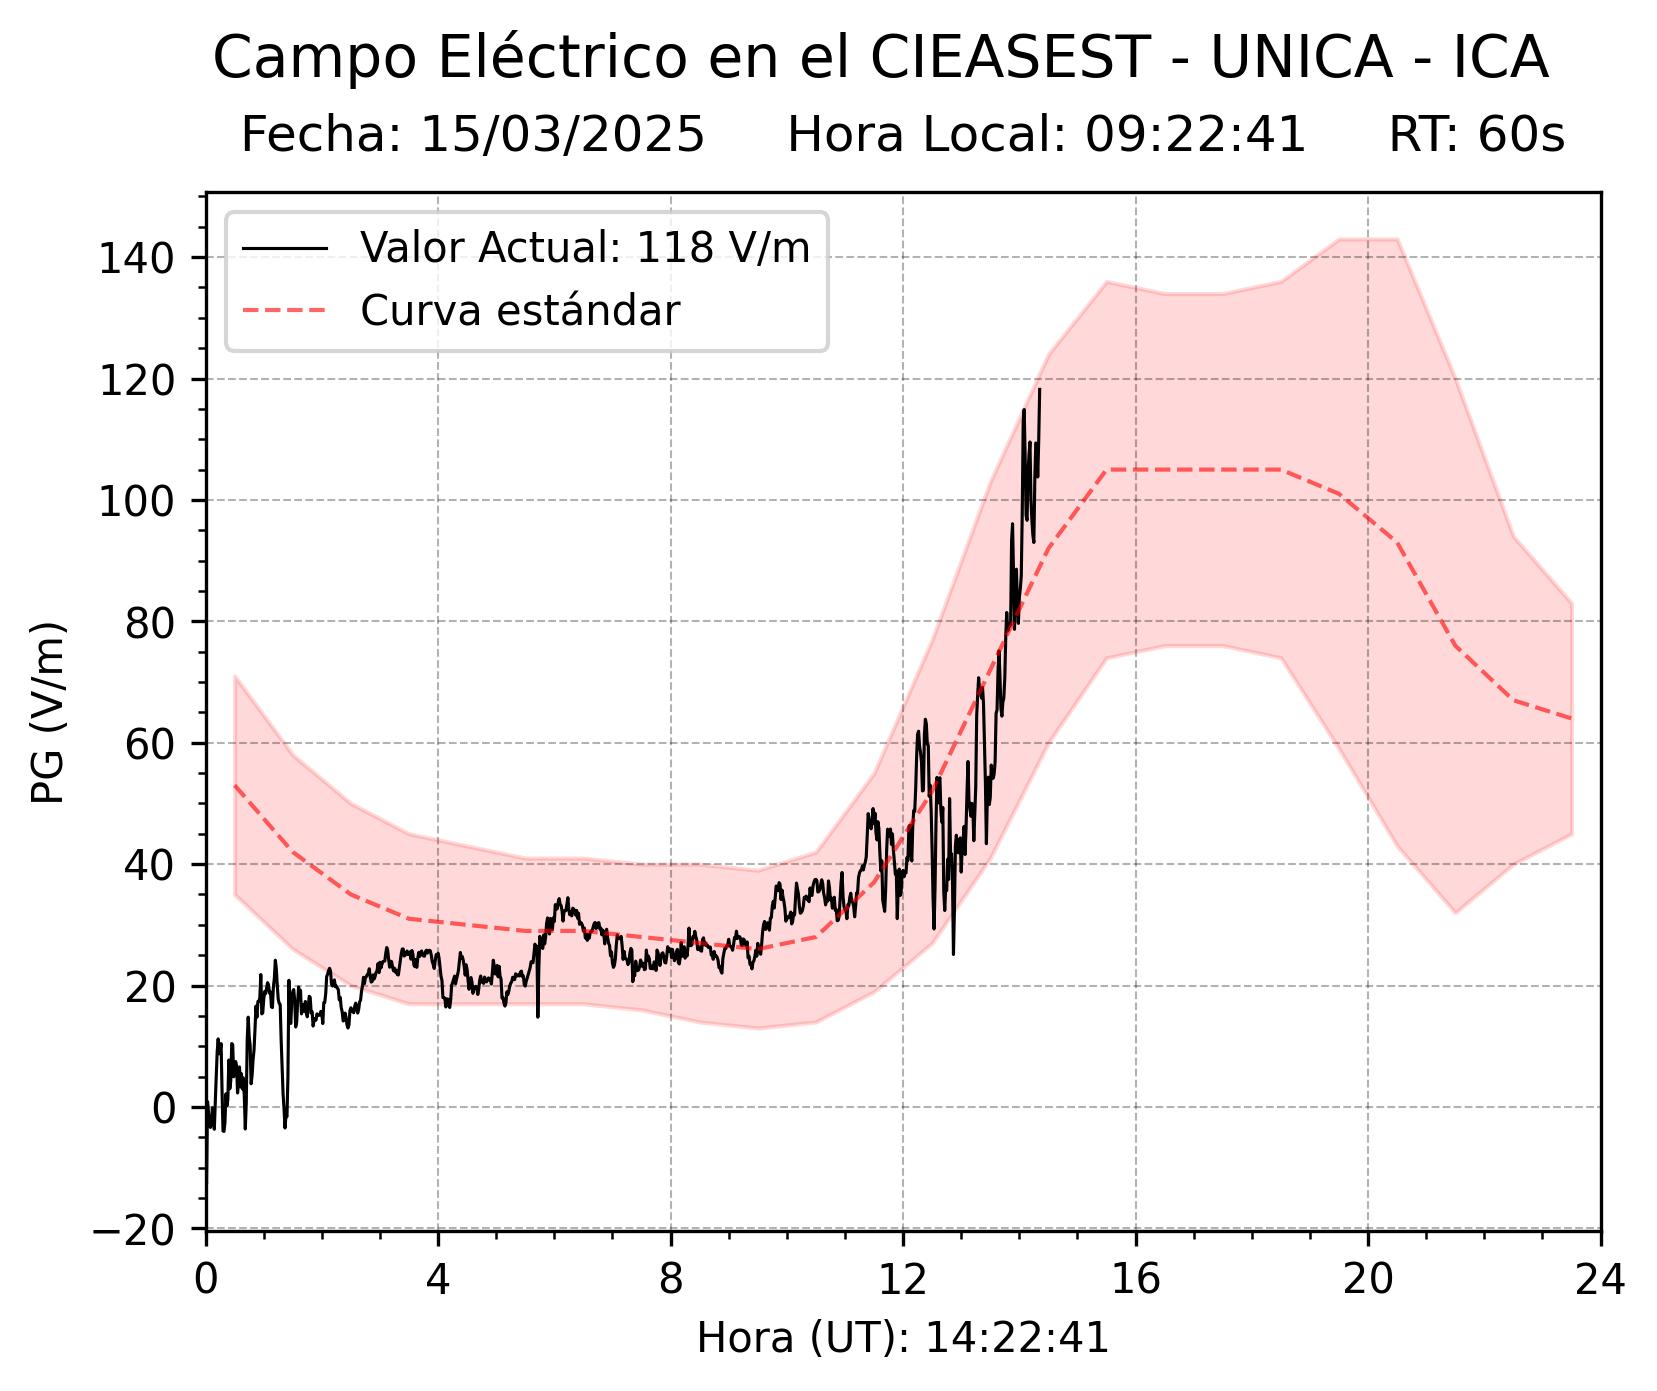 Campo Eléctrico en el CIEASEST - UNICA - ICA
Fecha: 15/03/2025 Hora Local: 09:22:41 RT: 60s
Valor Actual: 118 V/m
Curva estándar
PG (V/m)
140
120
100
80
60
40
20
0
−20
0 4 8 12 16 20 24
Hora (UT): 14:22:41